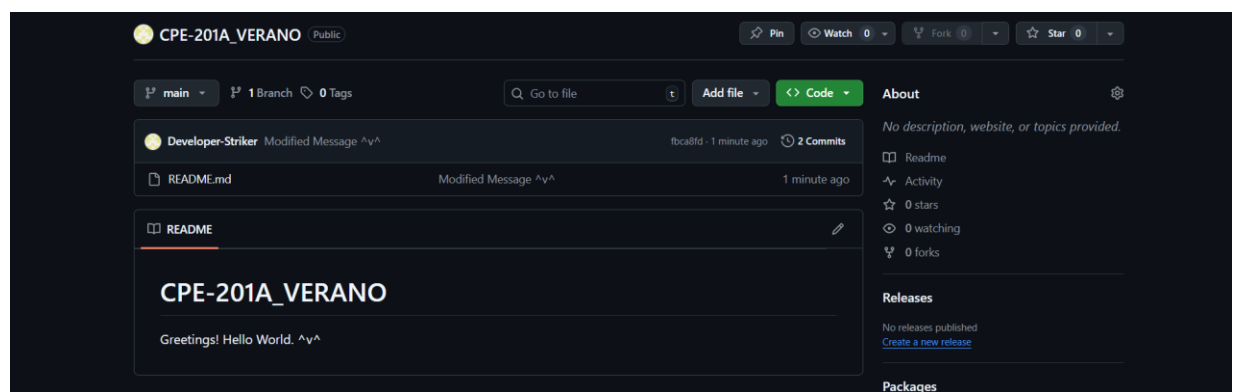 CPE-201A_VERANO Public Pin Watch 0 Fork 0 Star 0
main 1 Branch 0 Tags Go to file t Add file Code
Developer-Striker Modified Message ^v^ fbca8fd · 1 minute ago 2 Commits
README.md Modified Message ^v^ 1 minute ago
README
CPE-201A_VERANO
Greetings! Hello World. ^v^
About
No description, website, or topics provided.
Readme
Activity
0 stars
0 watching
0 forks
Releases
No releases published
Create a new release
Packages